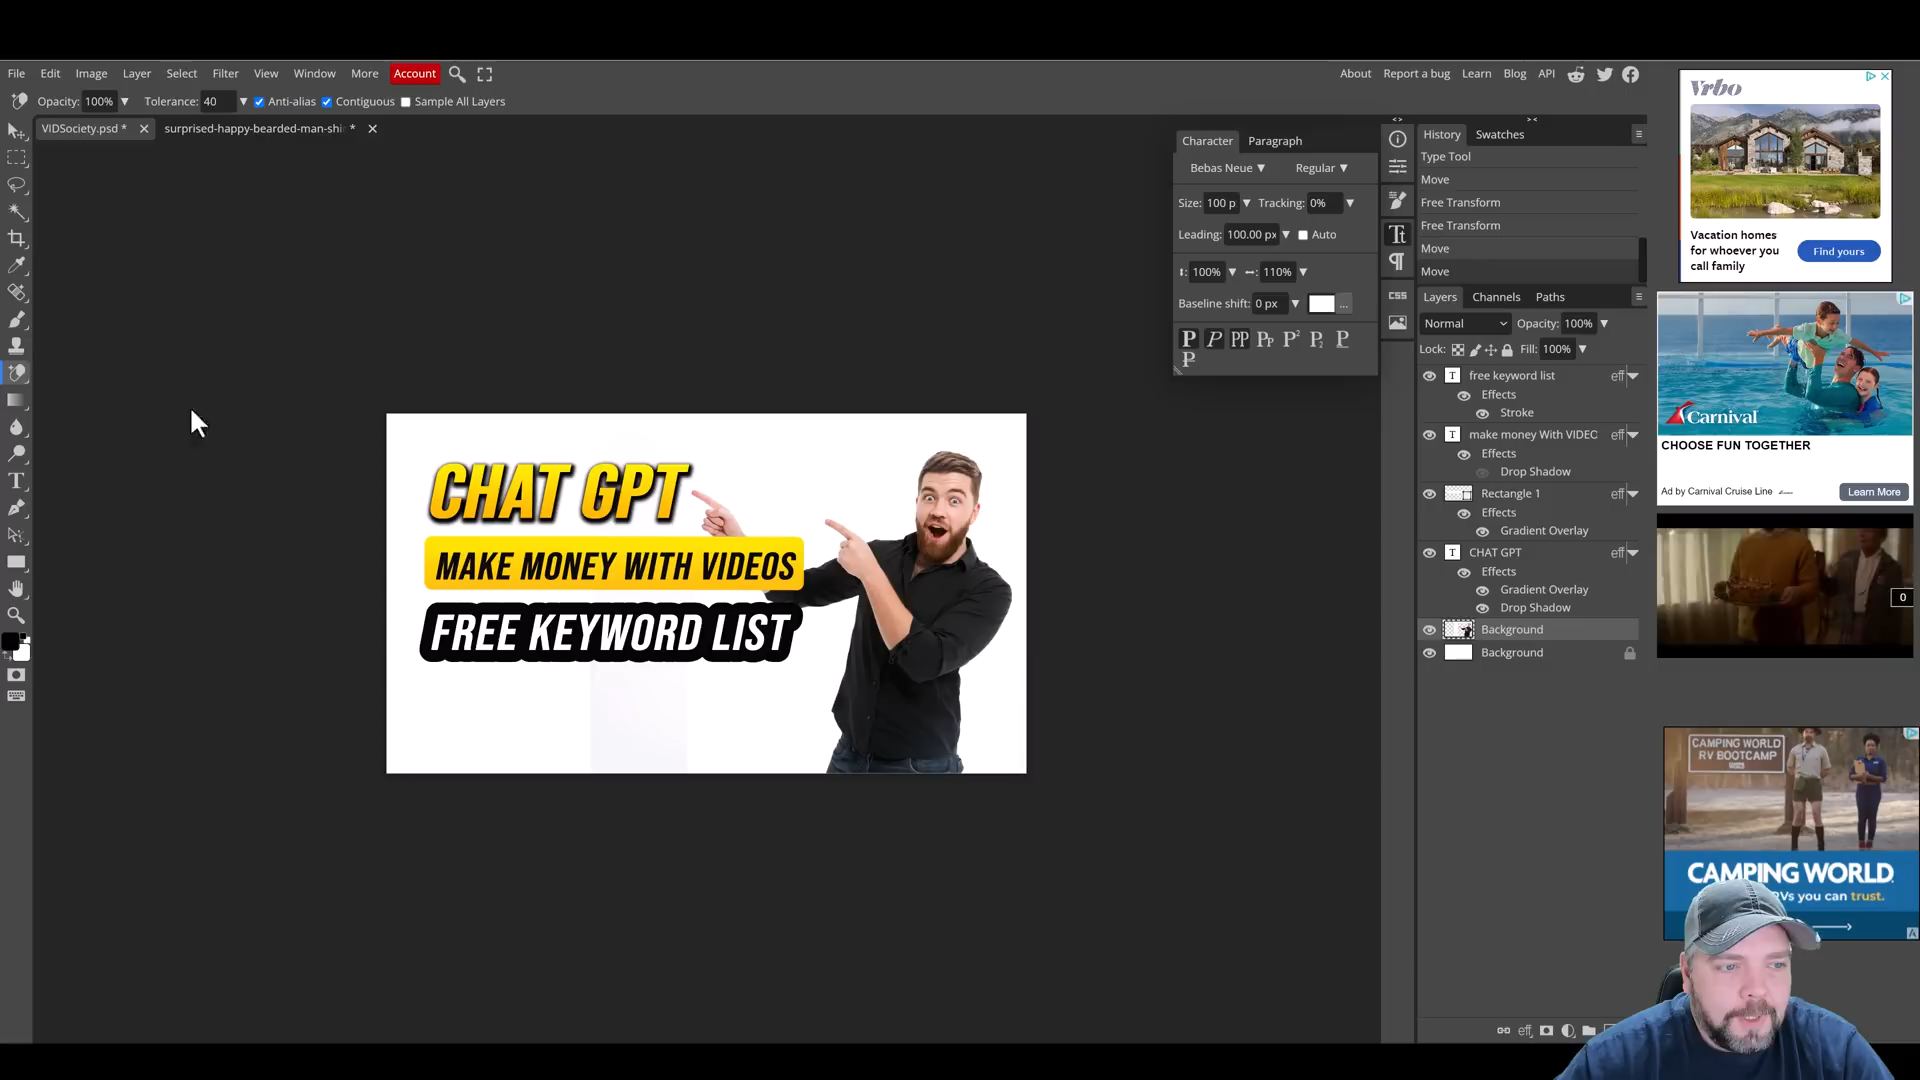 File Edit Image Layer Select Filter View Window More Account
About Report a bug Learn Blog API
Opacity: 100% Tolerance: 40 Anti-alias Contiguous Sample All Layers
VIDSociety.psd * surprised-happy-bearded-man-shi *
Character Paragraph
Bebas Neue Regular
Size: 100 p Tracking: 0%
Leading: 100.00 px Auto
100% 110%
Baseline shift: 0 px ...
CSS
History Swatches
Type Tool
Move
Free Transform
Free Transform
Move
Move
Layers Channels Paths
Normal Opacity: 100%
Lock: Fill: 100%
free keyword list eff
Effects
Stroke
make money With VIDEO eff
Effects
Drop Shadow
Rectangle 1 eff
Effects
Gradient Overlay
CHAT GPT eff
Effects
Gradient Overlay
Drop Shadow
Background
Background
eff
CHAT GPT
MAKE MONEY WITH VIDEOS
FREE KEYWORD LIST
Vrbo
Vacation homes
for whoever you
call family
Find yours
Carnival
CHOOSE FUN TOGETHER
Ad by Carnival Cruise Line
Learn More
0
CAMPING WORLD
RV BOOTCAMP
CAMPING WORLD
RVs you can trust.